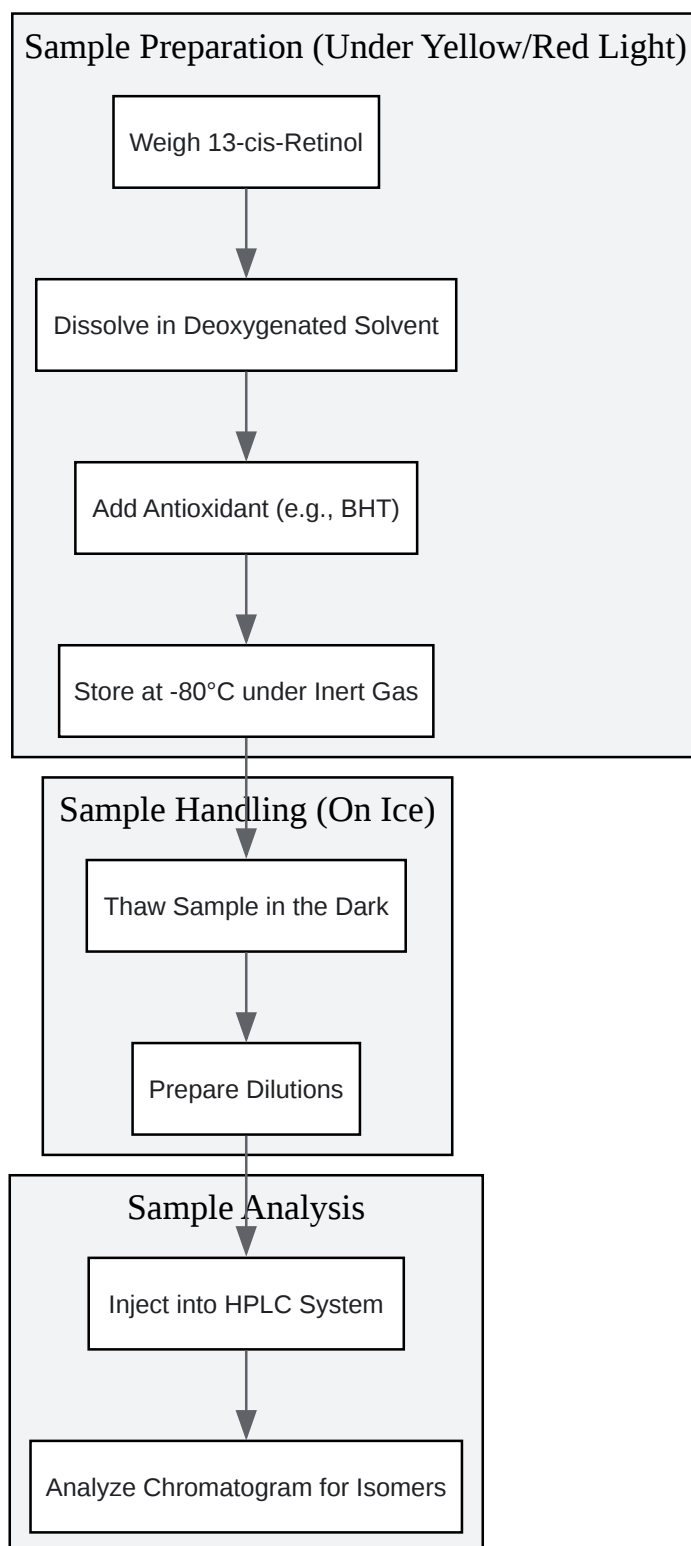 Sample Preparation (Under Yellow/Red Light)
Weigh 13-cis-Retinol
Dissolve in Deoxygenated Solvent
Add Antioxidant (e.g., BHT)
Store at -80°C under Inert Gas
Sample Handling (On Ice)
Thaw Sample in the Dark
Prepare Dilutions
Sample Analysis
Inject into HPLC System
Analyze Chromatogram for Isomers